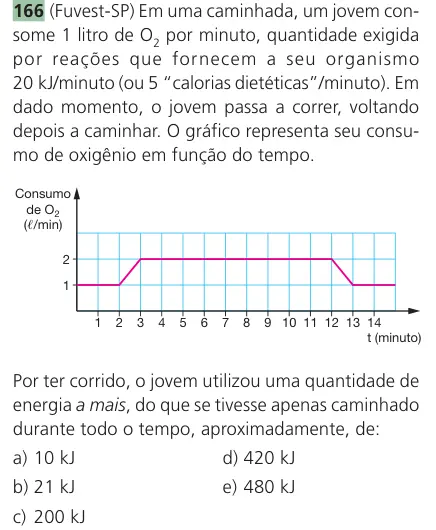 166 (Fuvest-SP) Em uma caminhada, um jovem con-
some 1 litro de O₂ por minuto, quantidade exigida
por reações que fornecem a seu organismo
20 kJ/minuto (ou 5 “calorias dietéticas”/minuto). Em
dado momento, o jovem passa a correr, voltando
depois a caminhar. O gráfico representa seu consu-
mo de oxigênio em função do tempo.
Consumo
de O₂
(ℓ/min)
2
1
1 2 3 4 5 6 7 8 9 10 11 12 13 14
t (minuto)
Por ter corrido, o jovem utilizou uma quantidade de
energia a mais, do que se tivesse apenas caminhado
durante todo o tempo, aproximadamente, de:
a) 10 kJ d) 420 kJ
b) 21 kJ e) 480 kJ
c) 200 kJ